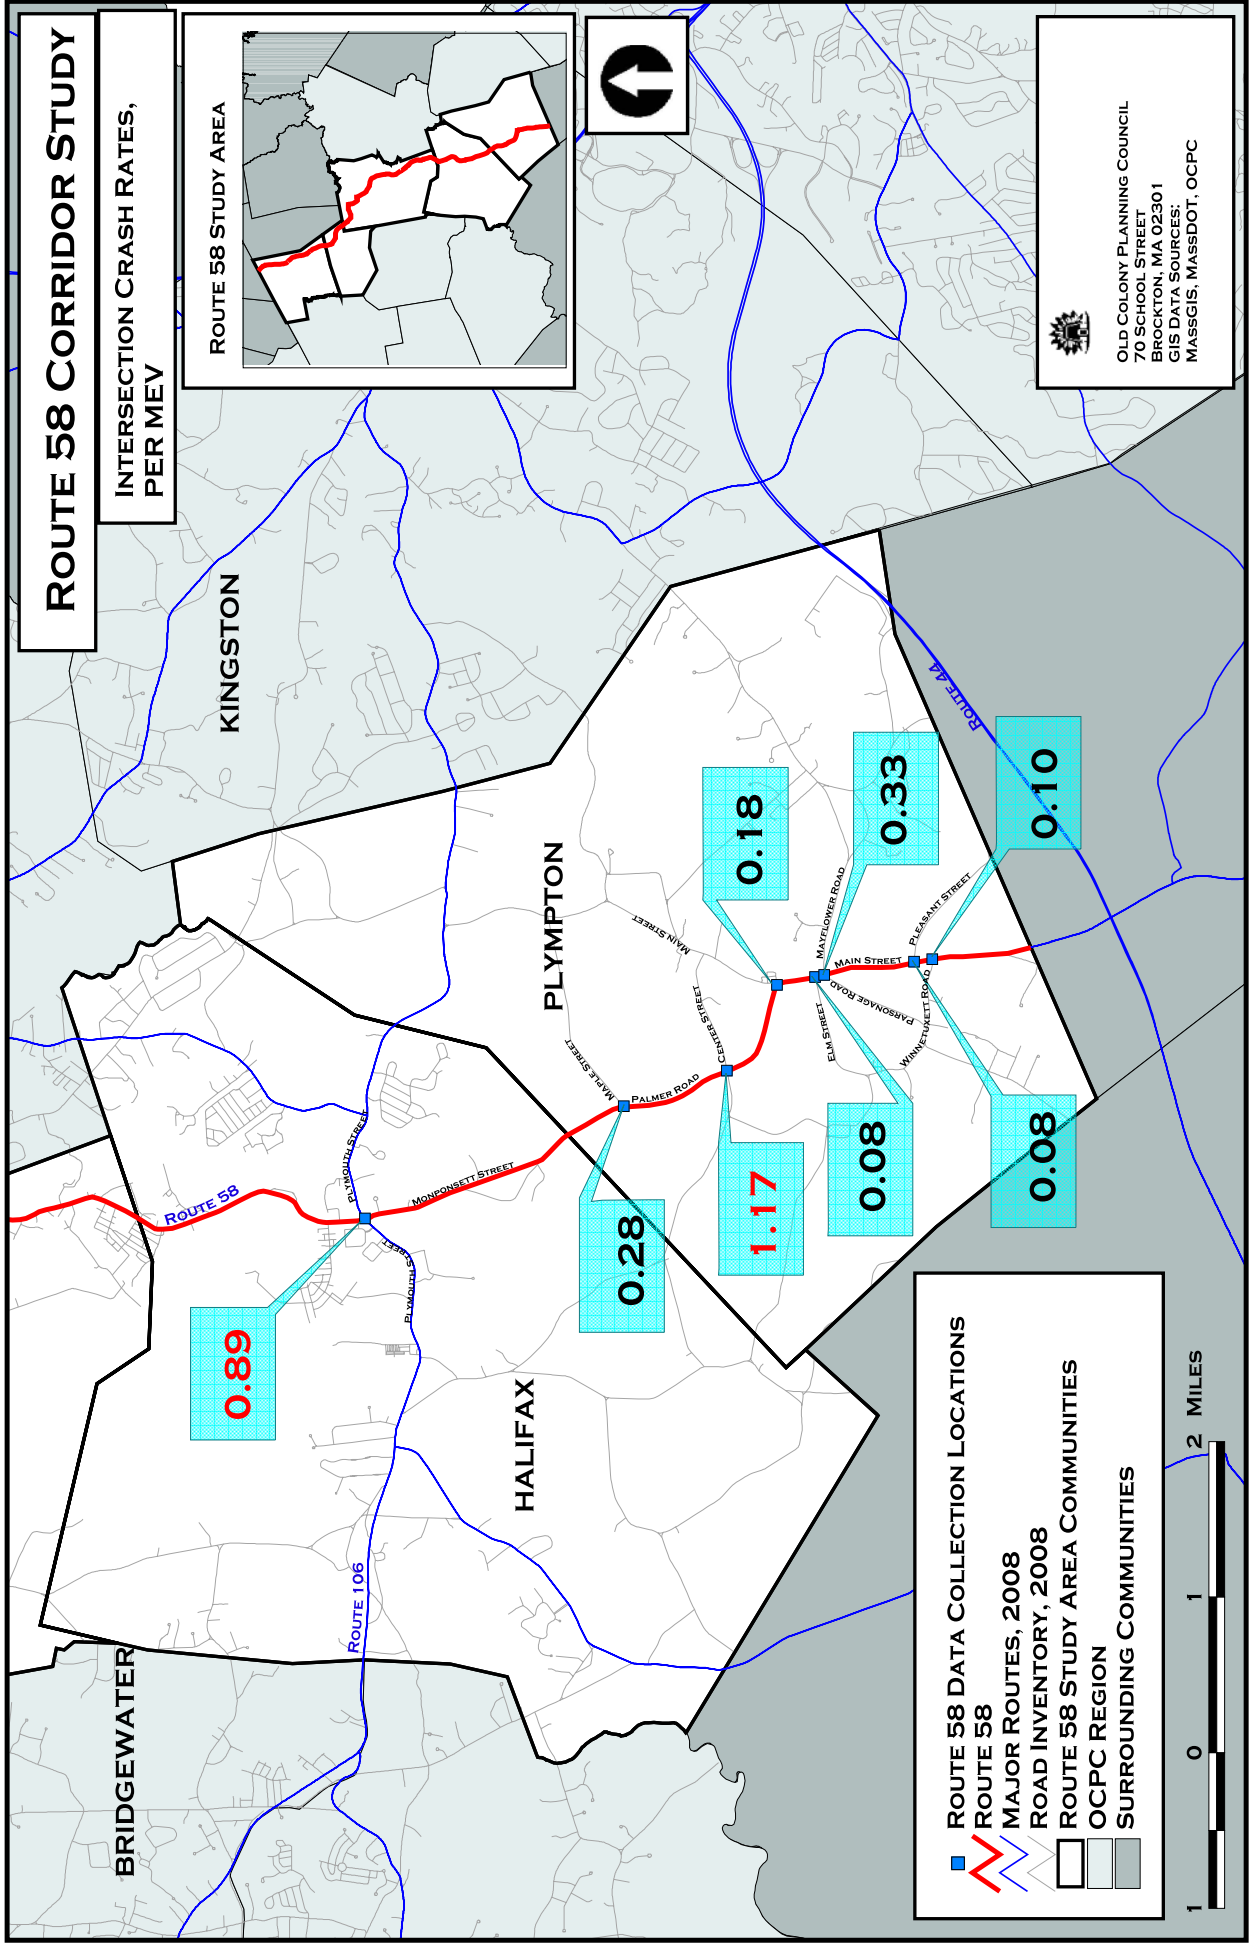 ROUTE 58 CORRIDOR STUDY
INTERSECTION CRASH RATES,
PER MEV
ROUTE 58 STUDY AREA
KINGSTON
PLYMPTON
HALIFAX
BRIDGEWATER
ROUTE 58
ROUTE 106
ROUTE 44
PLYMOUTH STREET
PLYMOUTH STREET
STREET
MONPONSETT STREET
MAPLE STREET
PALMER ROAD
CENTER STREET
MAIN STREET
MAYFLOWER ROAD
MAIN STREET
ELM STREET
PARSONAGE ROAD
WINNETUXETT ROAD
PLEASANT STREET
0.89
0.28
1.17
0.18
0.08
0.33
0.08
0.10
ROUTE 58 DATA COLLECTION LOCATIONS
ROUTE 58
MAJOR ROUTES, 2008
ROAD INVENTORY, 2008
ROUTE 58 STUDY AREA COMMUNITIES
OCPC REGION
SURROUNDING COMMUNITIES
1 0 1 2 MILES
OLD COLONY PLANNING COUNCIL
70 SCHOOL STREET
BROCKTON, MA 02301
GIS DATA SOURCES:
MASSGIS, MASSDOT, OCPC